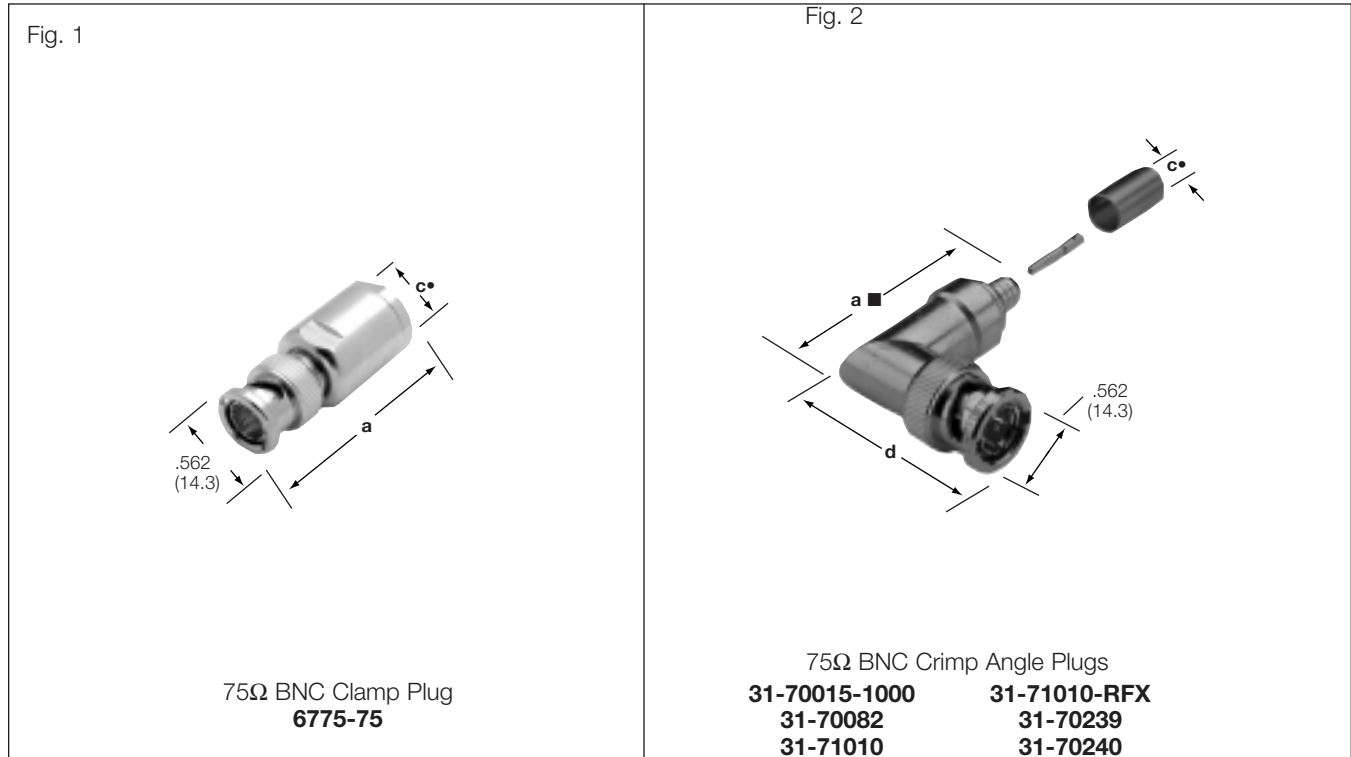 Fig. 1
c•
a
.562
(14.3)
75Ω BNC Clamp Plug
6775-75
Fig. 2
c•
a ■
.562
(14.3)
d
75Ω BNC Crimp Angle Plugs
31-70015-1000 31-71010-RFX
31-70082 31-70239
31-71010 31-70240